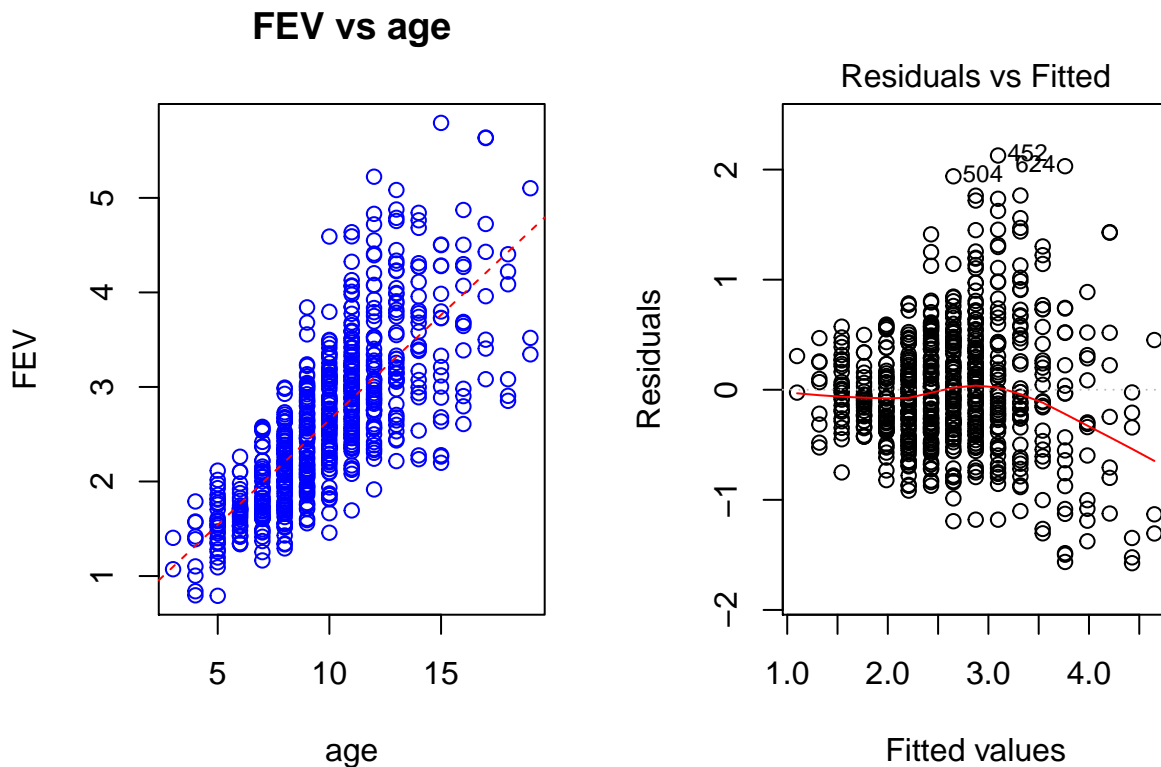 FEV vs age
FEV
5
4
3
2
1
5 10 15
age
Residuals vs Fitted
Residuals
2
1
0
−1
−2
452
624
504
1.0 2.0 3.0 4.0
Fitted values